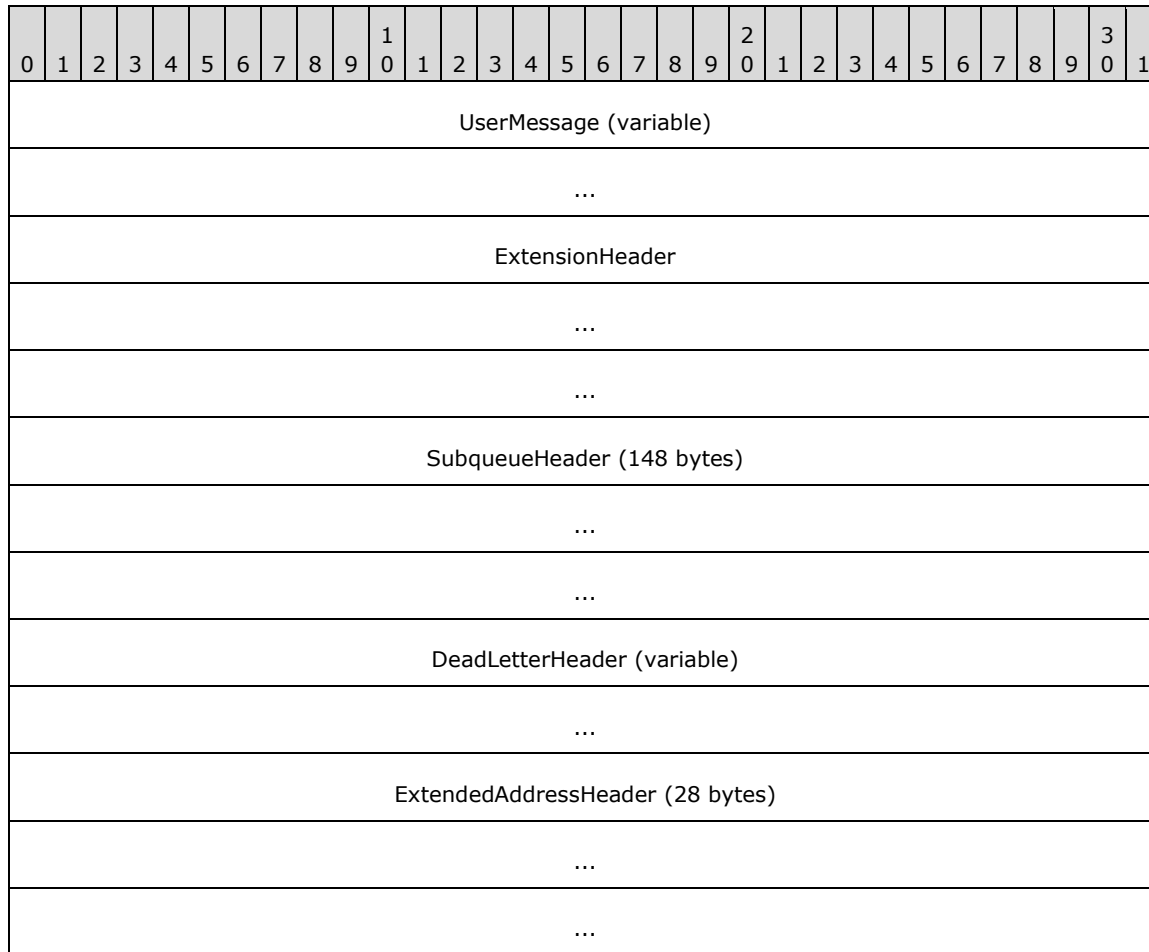 1 2 3
0 1 2 3 4 5 6 7 8 9 0 1 2 3 4 5 6 7 8 9 0 1 2 3 4 5 6 7 8 9 0 1
UserMessage (variable)
...
ExtensionHeader
...
...
SubqueueHeader (148 bytes)
...
...
DeadLetterHeader (variable)
...
ExtendedAddressHeader (28 bytes)
...
...